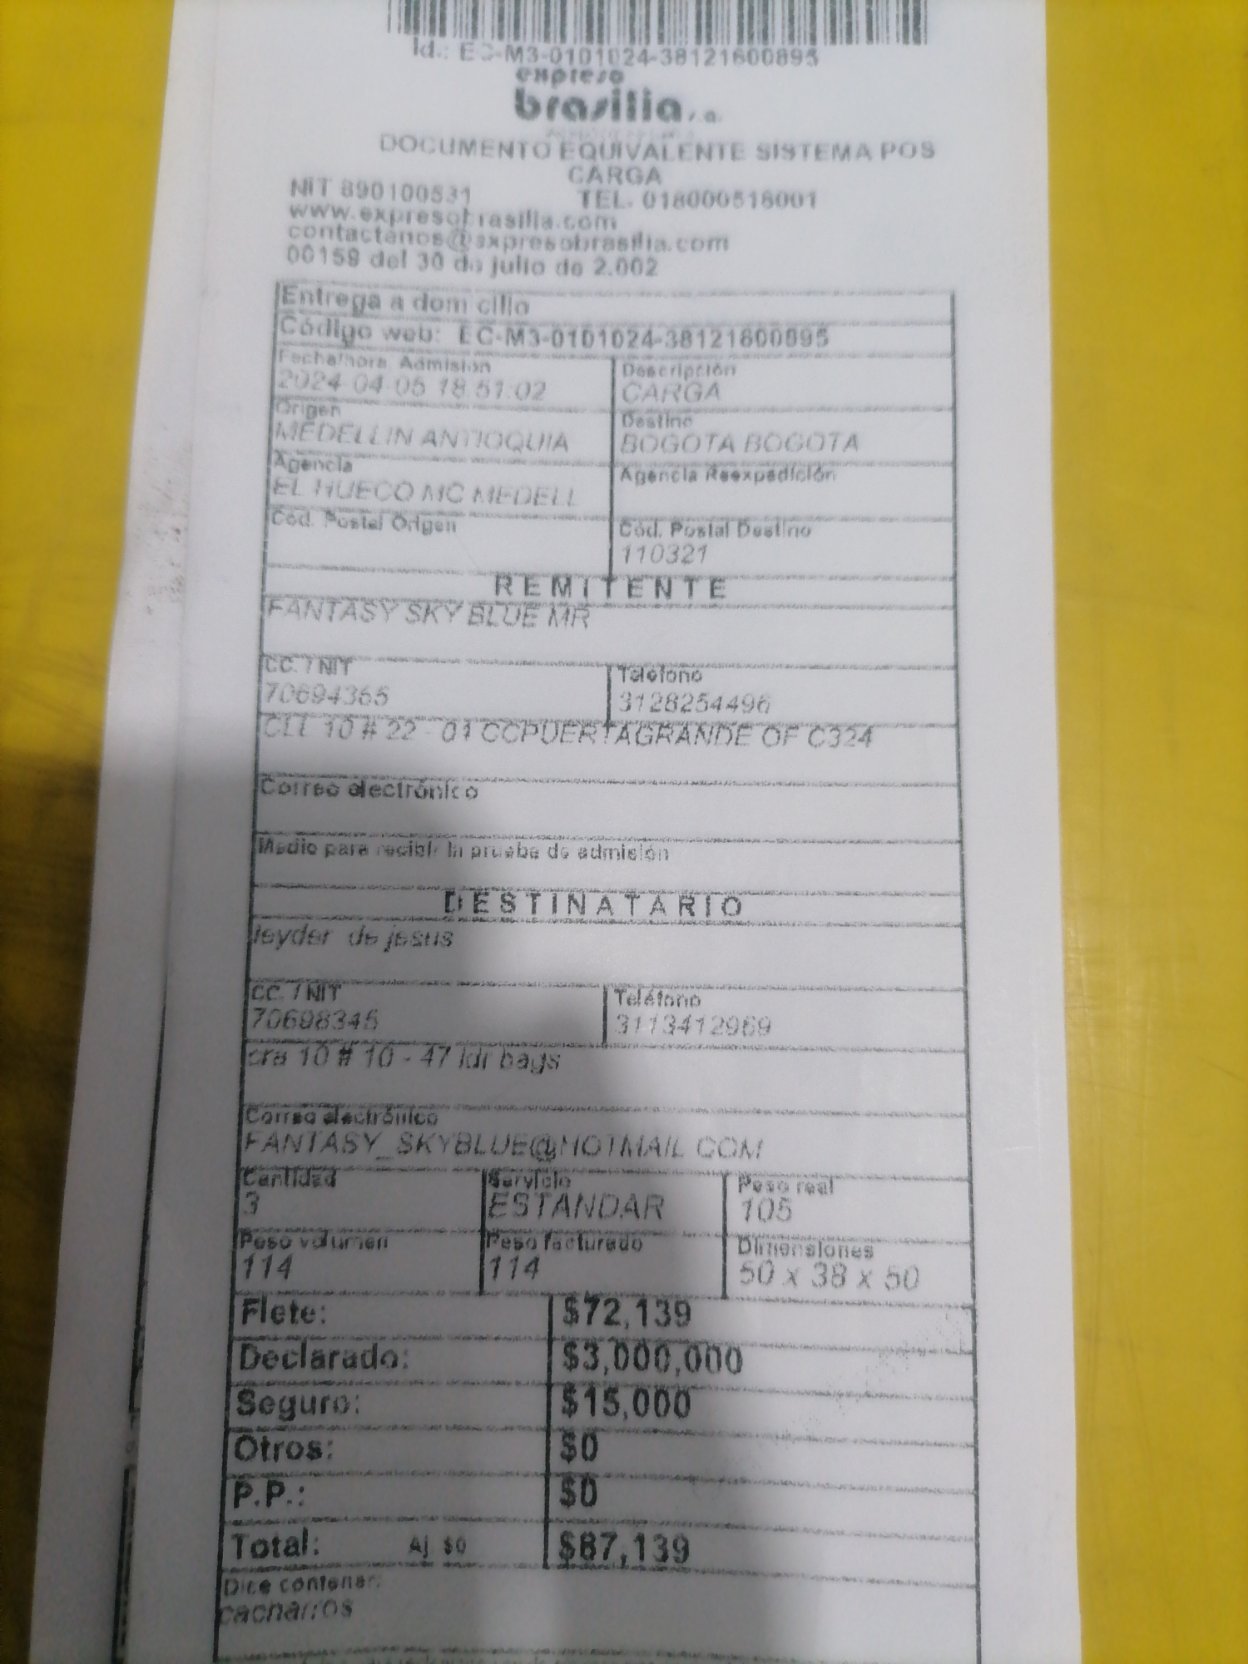 Id.: EC-M3-0101024-38121600895
expreso
brasilia s.a.
DOCUMENTO EQUIVALENTE SISTEMA POS
CARGA
NIT 890100531 TEL. 018000516001
www.expresobrasilia.com
contactanos@expresobrasilia.com
00158 del 30 de julio de 2.002
Entrega a domicilio
Código web: EC-M3-0101024-38121600895
Fecha/hora Admisión Descripción
2024-04-05 18:51:02 CARGA
Origen Destino
MEDELLIN ANTIOQUIA BOGOTA BOGOTA
Agencia Agencia Reexpedición
EL HUECO MC MEDELL
Cód. Postal Origen Cód. Postal Destino
110321
REMITENTE
FANTASY SKY BLUE MR
CC. / NIT Teléfono
70694365 3128254496
CLL 10 # 22 - 01 CCPUERTAGRANDE OF C324
Correo electrónico
Medio para recibir la prueba de admisión
DESTINATARIO
leyder de jesus
CC. / NIT Teléfono
70698345 3113412969
cra 10 # 10 - 47 ldr bags
Correo electrónico
FANTASY_SKYBLUE@HOTMAIL.COM
Cantidad Servicio Peso real
3 ESTANDAR 105
Peso volumen Peso facturado Dimensiones
114 114 50 x 38 x 50
Flete: $72,139
Declarado: $3,000,000
Seguro: $15,000
Otros: $0
P.P.: $0
Total: Aj $0 $87,139
Dice contener:
cacharros